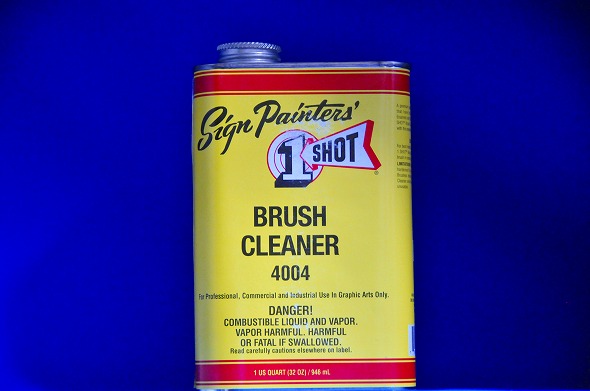 Sign Painters'
1 SHOT
®
BRUSH
CLEANER
4004
For Professional, Commercial and Industrial Use In Graphic Arts Only.
DANGER!
COMBUSTIBLE LIQUID AND VAPOR.
VAPOR HARMFUL. HARMFUL
OR FATAL IF SWALLOWED.
Read carefully cautions elsewhere on label.
1 US QUART (32 OZ) / 946 mL